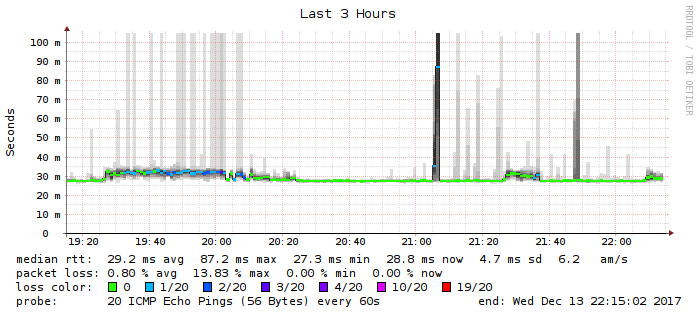 Last 3 Hours
RRDTOOL / TOBI OETIKER
Seconds
100 m
90 m
80 m
70 m
60 m
50 m
40 m
30 m
20 m
10 m
0
19:20 19:40 20:00 20:20 20:40 21:00 21:20 21:40 22:00
median rtt: 29.2 ms avg 87.2 ms max 27.3 ms min 28.8 ms now 4.7 ms sd 6.2 am/s
packet loss: 0.80 % avg 13.83 % max 0.00 % min 0.00 % now
loss color: 0 1/20 2/20 3/20 4/20 10/20 19/20
probe: 20 ICMP Echo Pings (56 Bytes) every 60s end: Wed Dec 13 22:15:02 2017